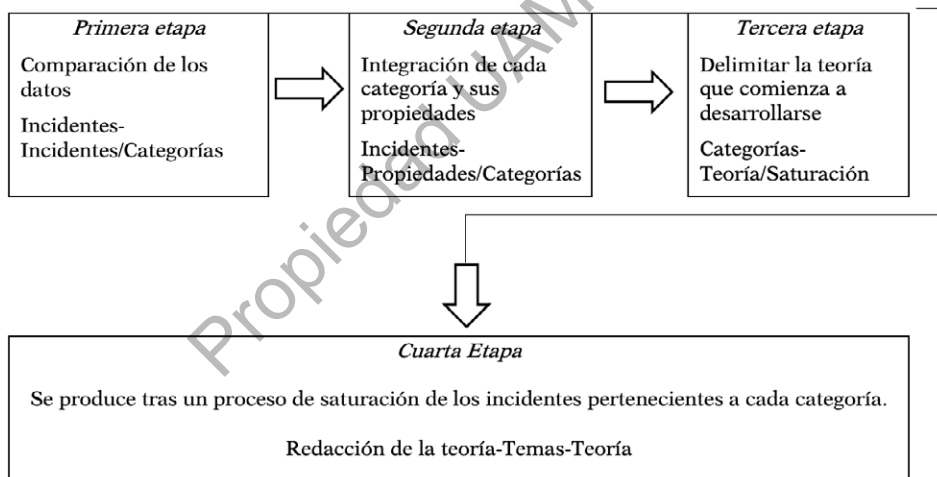 Primera etapa
Comparación de los
datos
Incidentes-
Incidentes/Categorías
Segunda etapa
Integración de cada
categoría y sus
propiedades
Incidentes-
Propiedades/Categorías
Tercera etapa
Delimitar la teoría
que comienza a
desarrollarse
Categorías-
Teoría/Saturación
Cuarta Etapa
Se produce tras un proceso de saturación de los incidentes pertenecientes a cada categoría.
Redacción de la teoría-Temas-Teoría
Propiedad UAM